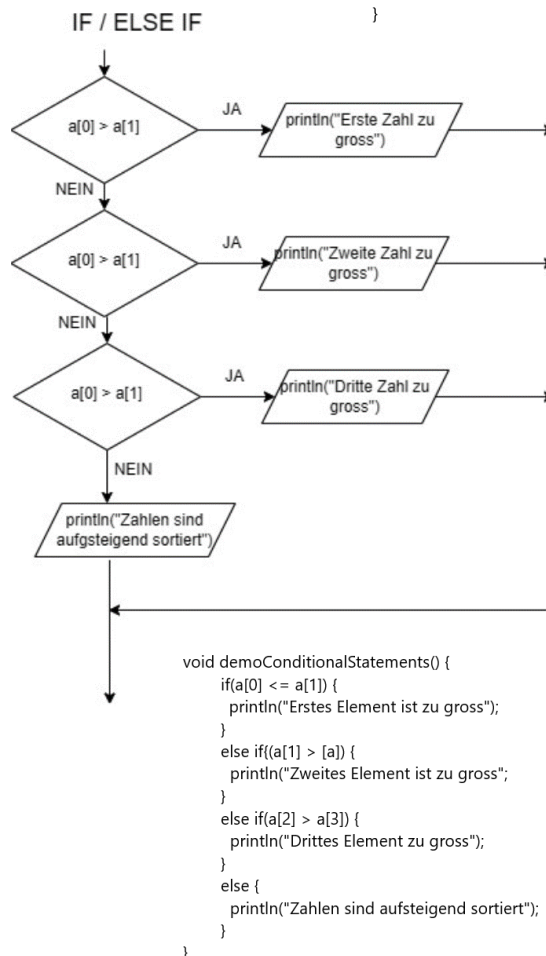 }
IF / ELSE IF
a[0] > a[1]
JA
println("Erste Zahl zu
gross")
NEIN
a[0] > a[1]
JA
println("Zweite Zahl zu
gross")
NEIN
a[0] > a[1]
JA
println("Dritte Zahl zu
gross")
NEIN
println("Zahlen sind
aufgsteigend sortiert")
void demoConditionalStatements() {
if(a[0] <= a[1]) {
println("Erstes Element ist zu gross");
}
else if{(a[1] > [a]) {
println("Zweites Element ist zu gross";
}
else if(a[2] > a[3]) {
println("Drittes Element zu gross");
}
else {
println("Zahlen sind aufsteigend sortiert");
}
}